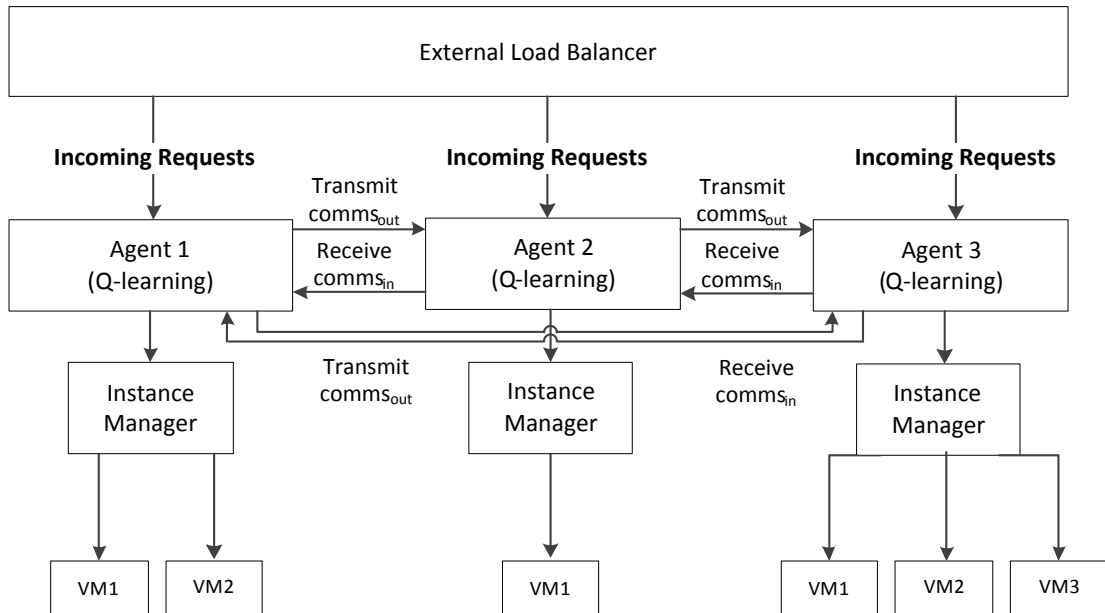 External Load Balancer
Incoming Requests
Incoming Requests
Incoming Requests
Transmit
comms_out
Transmit
comms_out
Agent 1
(Q-learning)
Receive
comms_in
Agent 2
(Q-learning)
Receive
comms_in
Agent 3
(Q-learning)
Transmit
comms_out
Receive
comms_in
Instance
Manager
Instance
Manager
Instance
Manager
VM1
VM2
VM1
VM1
VM2
VM3